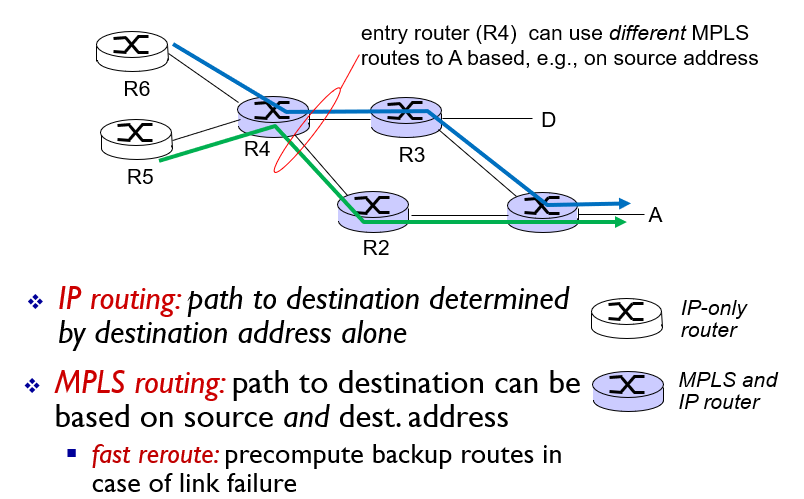 entry router (R4)  can use different MPLS
routes to A based, e.g., on source address
R6
D
R4
R3
R5
A
R2
IP routing: path to destination determined
by destination address alone
IP-only
router
MPLS routing: path to destination can be
based on source and dest. address
MPLS and
IP router
fast reroute: precompute backup routes in
case of link failure